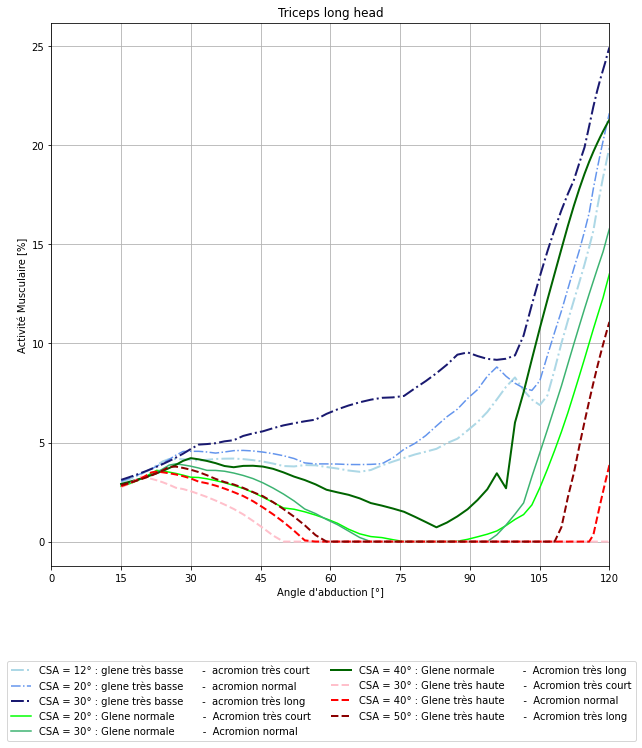 Triceps long head
25
20
15
10
5
0
Activité Musculaire [%]
0 15 30 45 60 75 90 105 120
Angle d'abduction [°]
CSA = 12° : glene très basse - acromion très court
CSA = 20° : glene très basse - acromion normal
CSA = 30° : glene très basse - acromion très long
CSA = 20° : Glene normale - Acromion très court
CSA = 30° : Glene normale - Acromion normal
CSA = 40° : Glene normale - Acromion très long
CSA = 30° : Glene très haute - Acromion très court
CSA = 40° : Glene très haute - Acromion normal
CSA = 50° : Glene très haute - Acromion très long